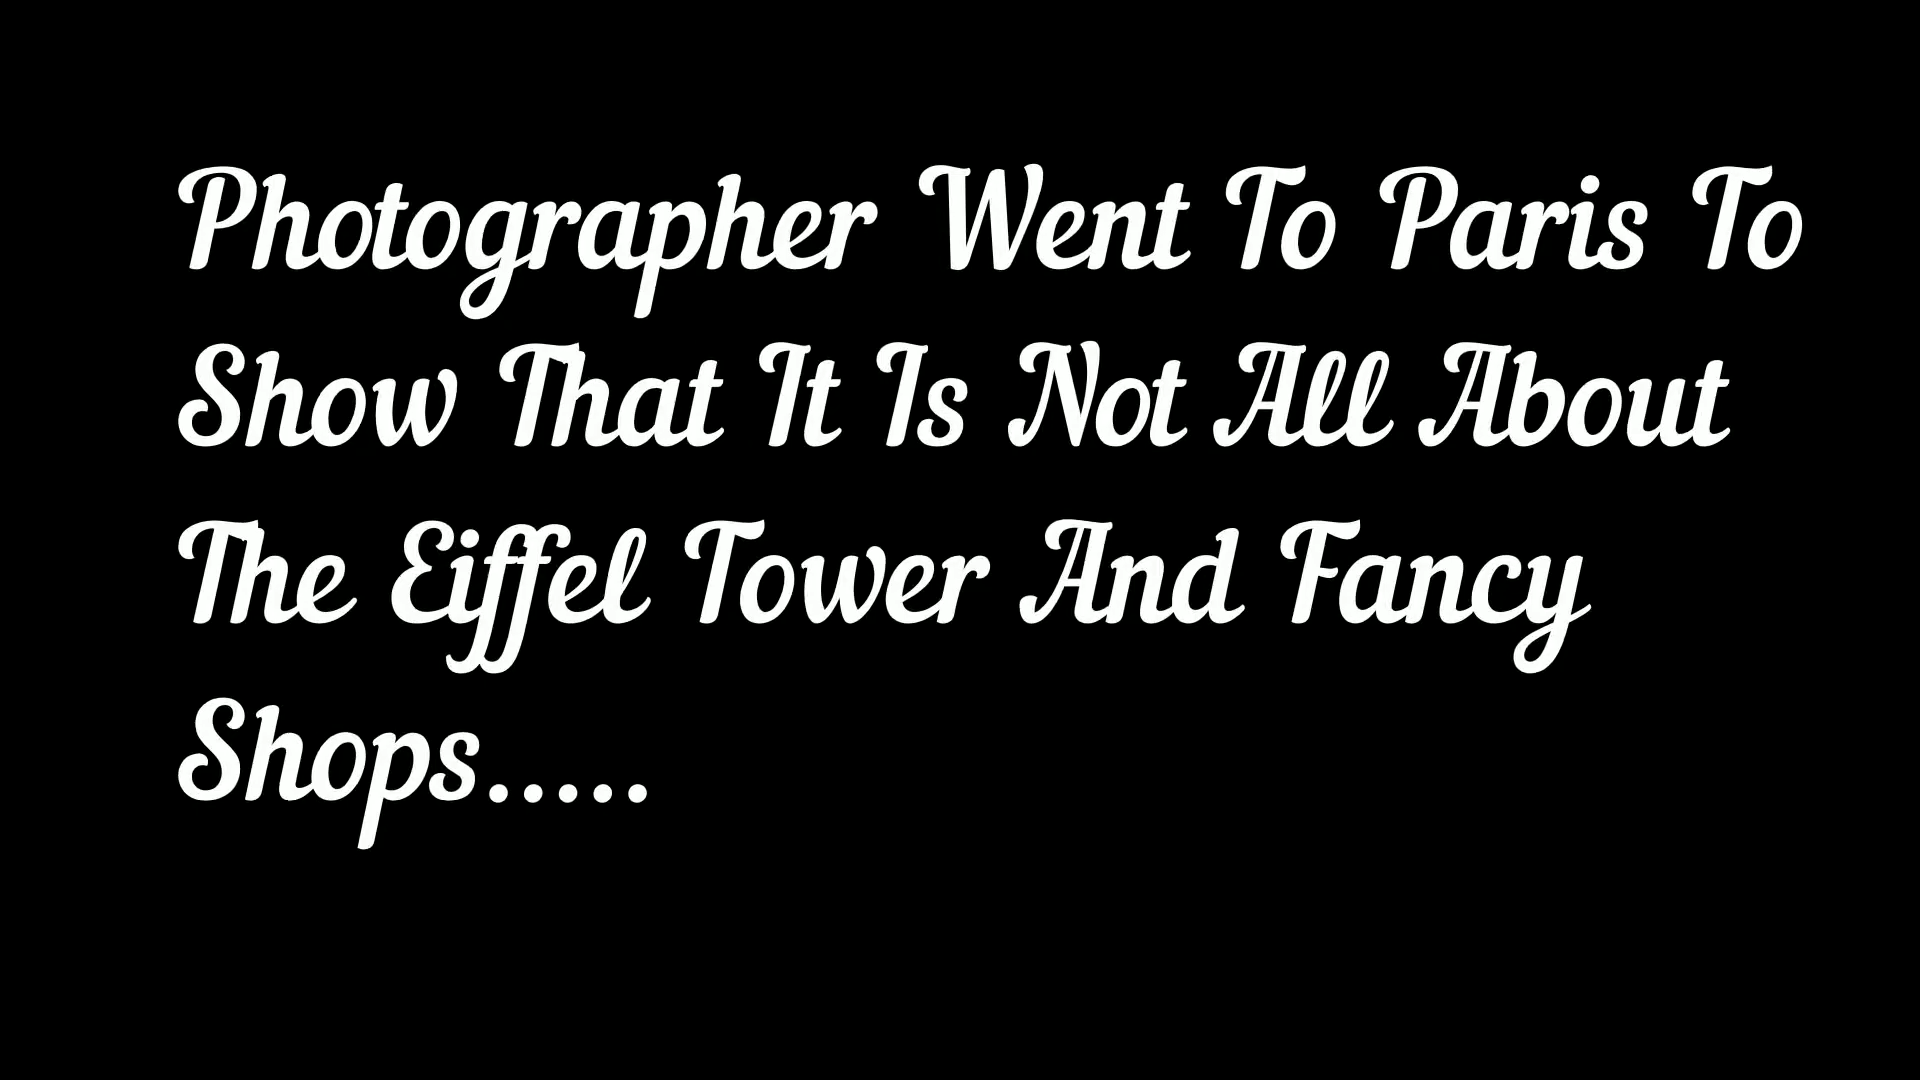 Photographer Went To Paris To
Show That It Is Not All About
The Eiffel Tower And Fancy
Shops.....